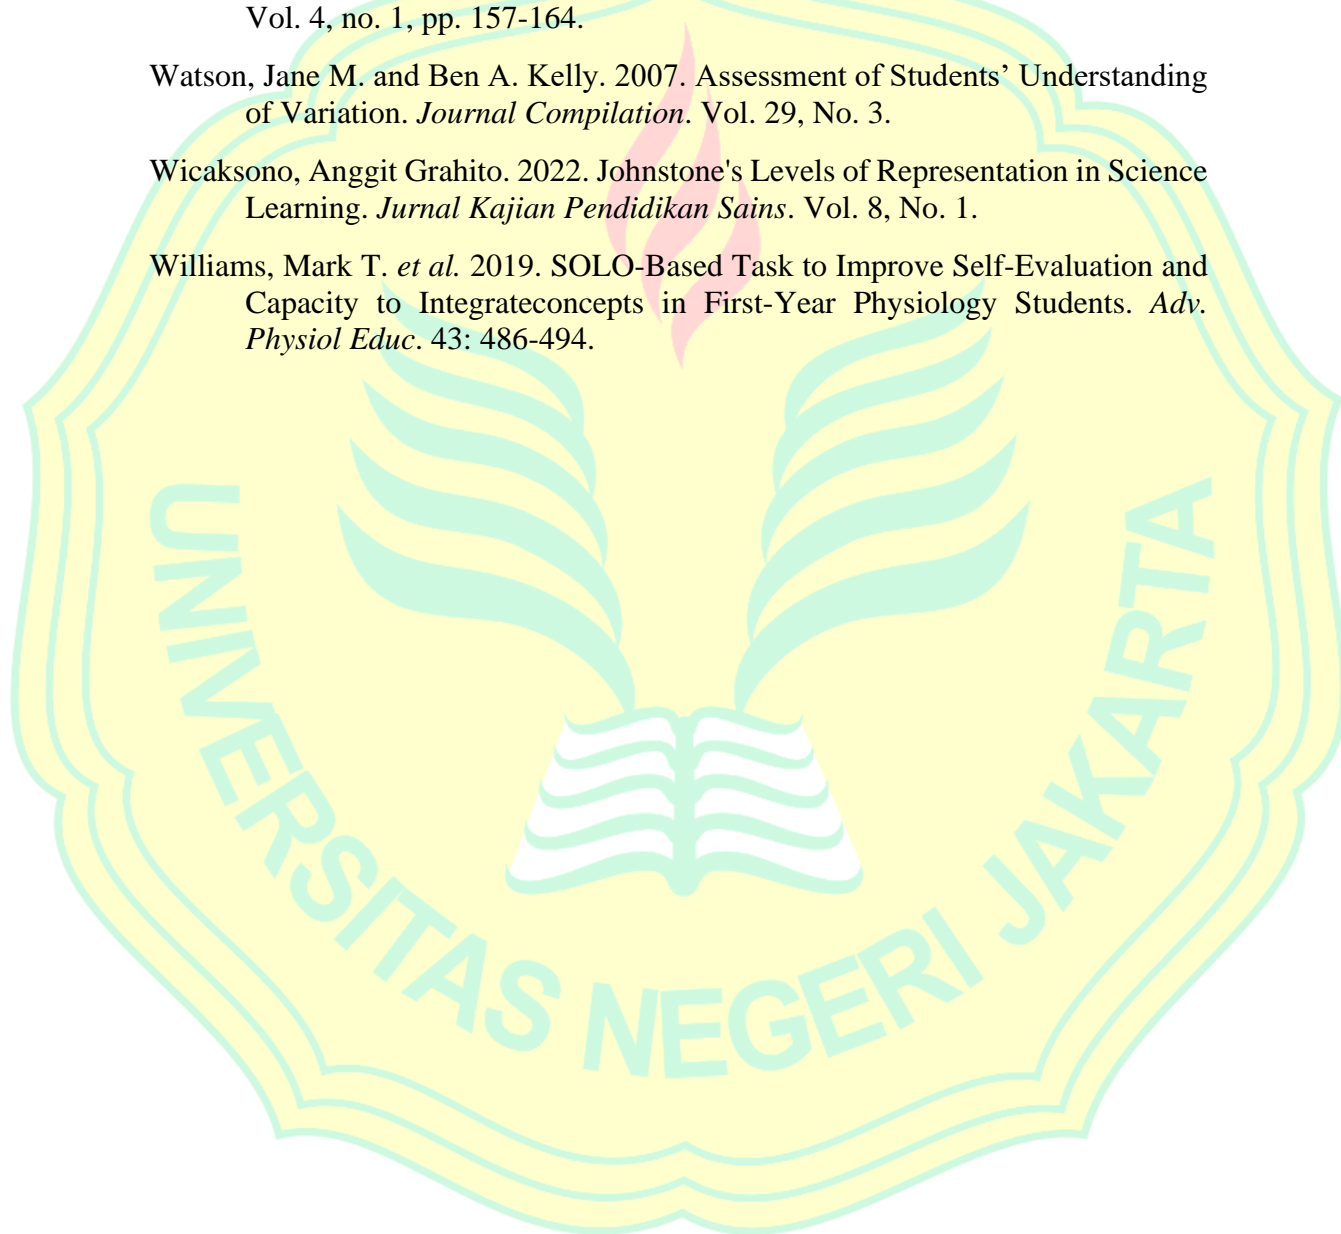 Vol. 4, no. 1, pp. 157-164.
Watson, Jane M. and Ben A. Kelly. 2007. Assessment of Students’ Understanding
of Variation. Journal Compilation. Vol. 29, No. 3.
Wicaksono, Anggit Grahito. 2022. Johnstone's Levels of Representation in Science
Learning. Jurnal Kajian Pendidikan Sains. Vol. 8, No. 1.
Williams, Mark T. et al. 2019. SOLO-Based Task to Improve Self-Evaluation and
Capacity to Integrateconcepts in First-Year Physiology Students. Adv.
Physiol Educ. 43: 486-494.
UNIVERSITAS NEGERI JAKARTA